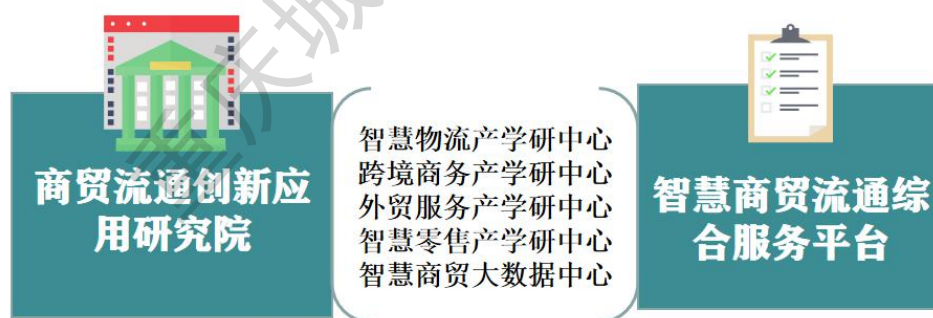 重庆城
商贸流通创新应
用研究院
智慧物流产学研中心
跨境商务产学研中心
外贸服务产学研中心
智慧零售产学研中心
智慧商贸大数据中心
智慧商贸流通综
合服务平台